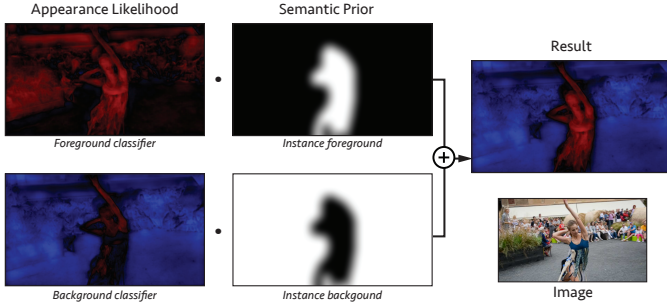 Appearance Likelihood
Semantic Prior
Result
Foreground classifier
Instance foreground
Background classifier
Instance backgound
Image